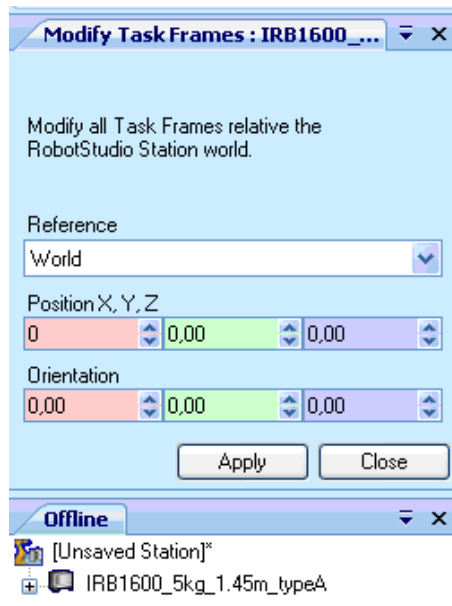 Modify Task Frames : IRB1600_...
Modify all Task Frames relative the
RobotStudio Station world.
Reference
World
Position X, Y, Z
0 0,00 0,00
Orientation
0,00 0,00 0,00
Apply Close
Offline
[Unsaved Station]*
IRB1600_5kg_1.45m_typeA